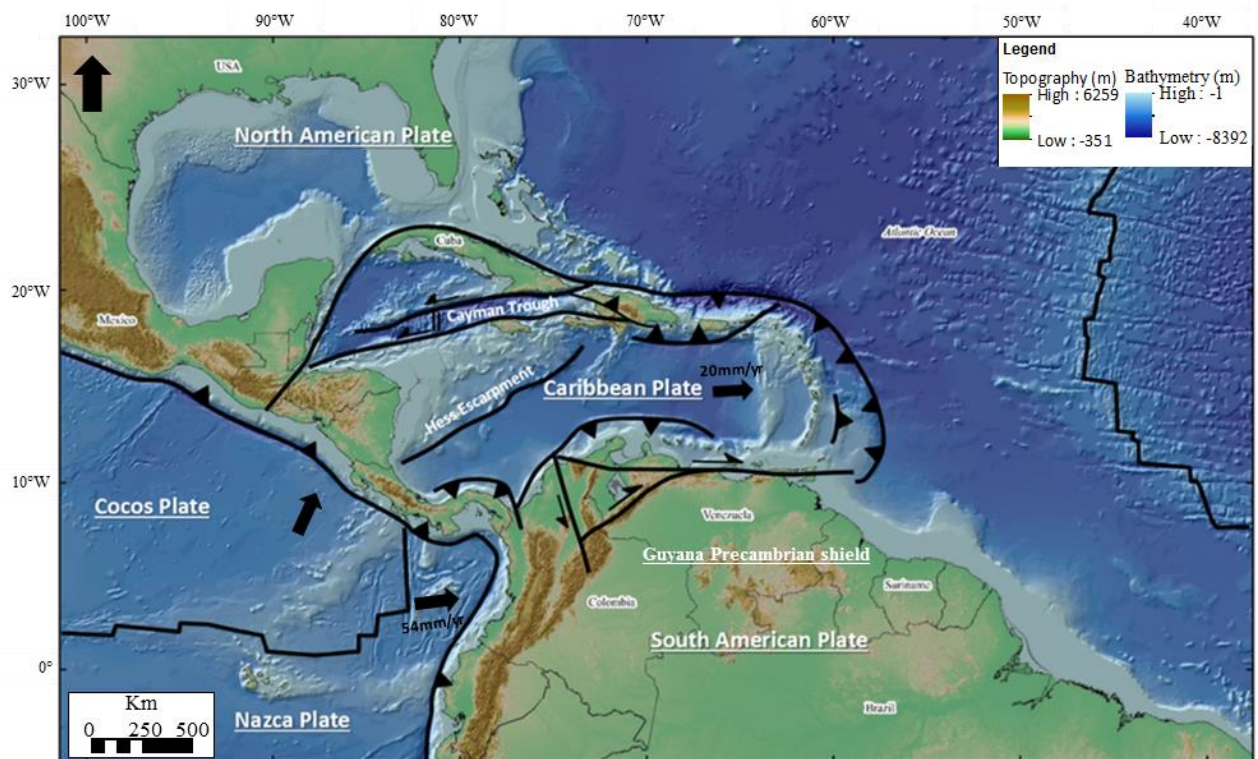 100°W 90°W 80°W 70°W 60°W 50°W 40°W
Legend
Topography (m) Bathymetry (m)
High : 6259 High : -1
Low : -351 Low : -8392
30°W
USA
North American Plate
Atlantic Ocean
Cuba
20°W
Mexico
Cayman Trough
20mm/yr
Hess Escarpment
Caribbean Plate
10°W
Cocos Plate
Venezuela
Guyana Precambrian shield
Suriname
Colombia
54mm/yr
South American Plate
0°
Km
0 250 500
Nazca Plate
Brazil